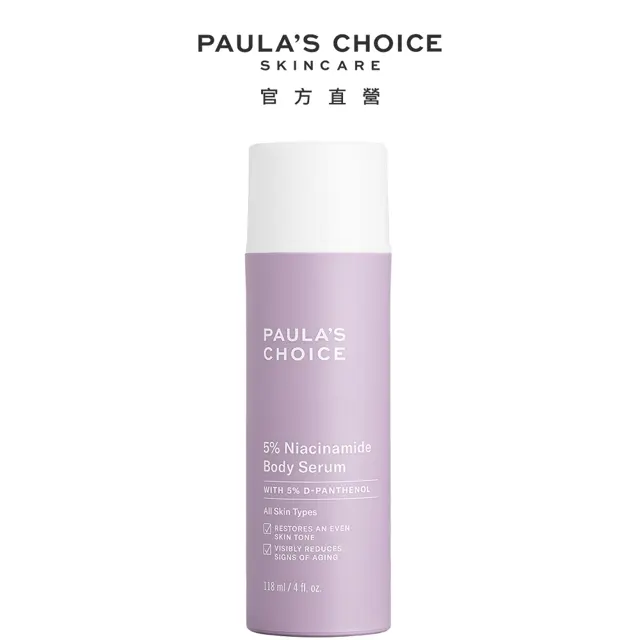 PAULA'S CHOICE
SKINCARE
官方直營
PAULA'S
CHOICE
5% Niacinamide
Body Serum
WITH 5% D-PANTHENOL
All Skin Types
RESTORES AN EVEN
SKIN TONE
VISIBLY REDUCES
SIGNS OF AGING
118 ml / 4 fl. oz.